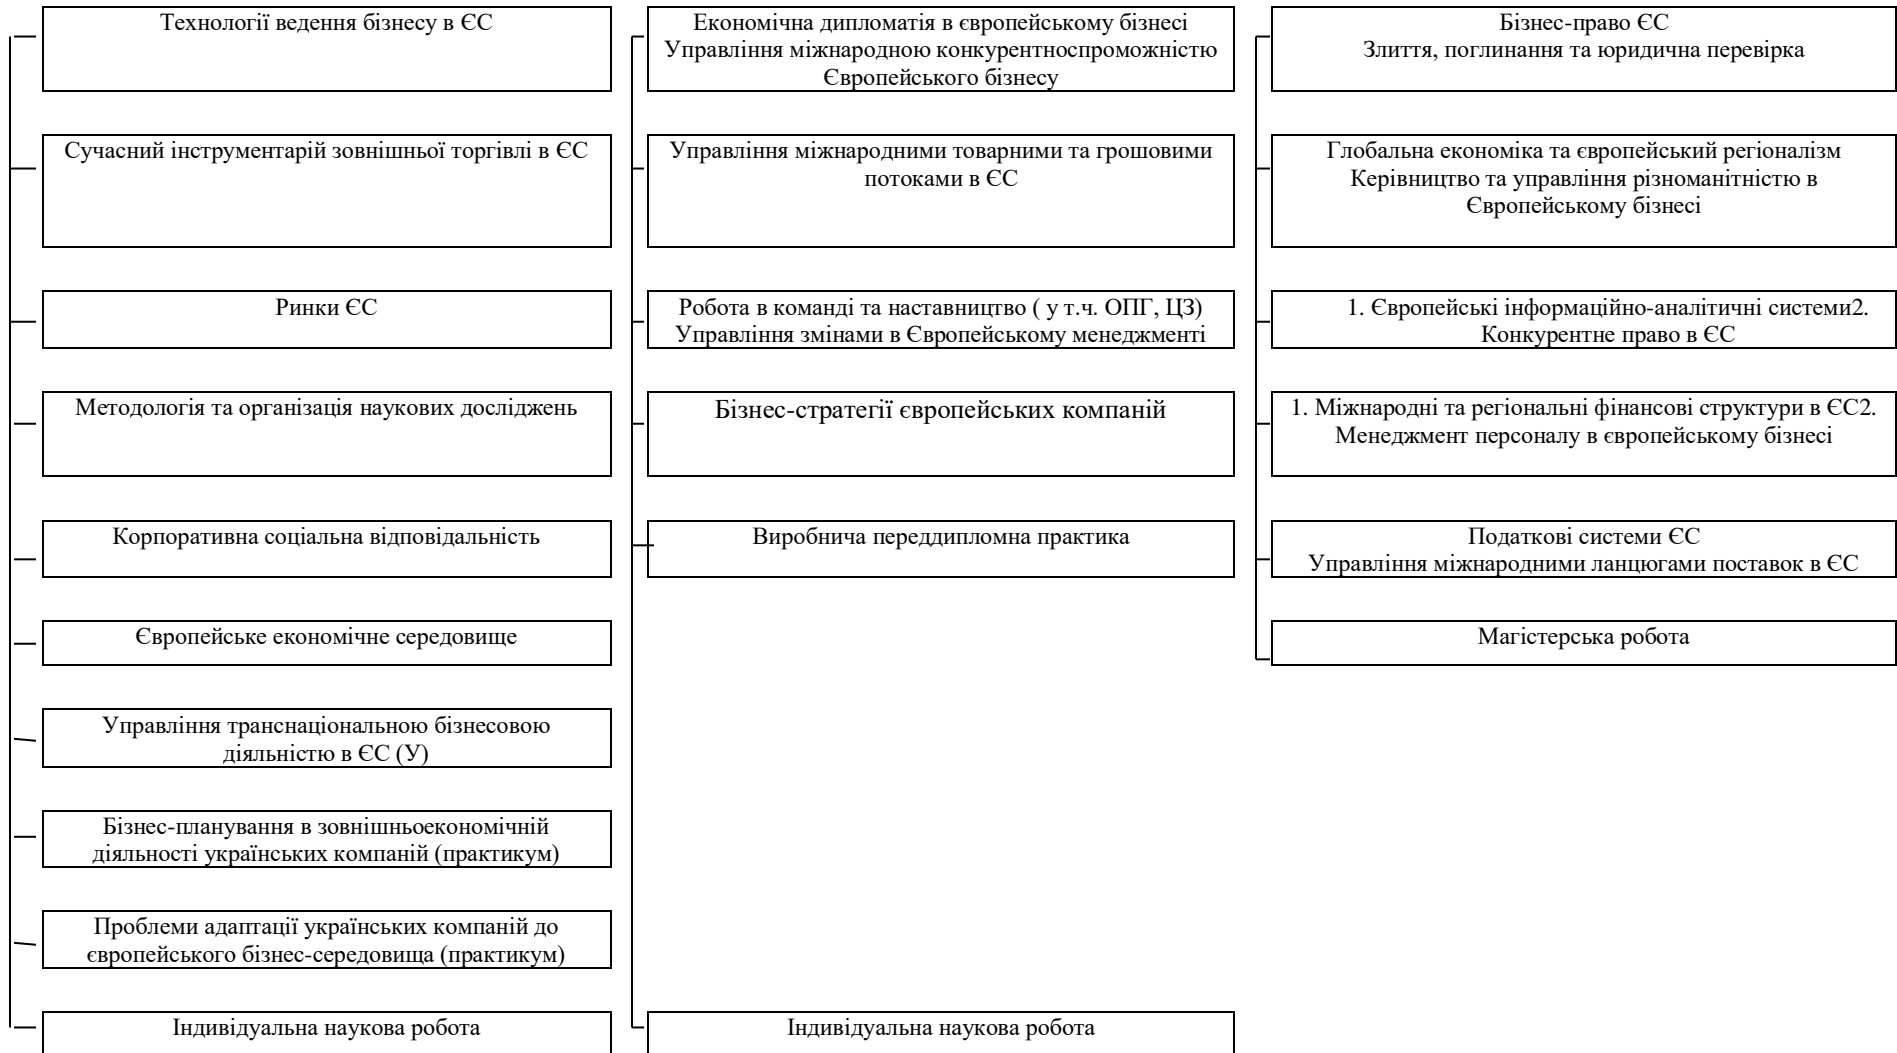 Технології ведення бізнесу в ЄС
Сучасний інструментарій зовнішньої торгівлі в ЄС
Ринки ЄС
Методологія та організація наукових досліджень
Корпоративна соціальна відповідальність
Європейське економічне середовище
Управління транснаціональною бізнесовою
діяльністю в ЄС (У)
Бізнес-планування в зовнішньоекономічній
діяльності українських компаній (практикум)
Проблеми адаптації українських компаній до
європейського бізнес-середовища (практикум)
Індивідуальна наукова робота
Економічна дипломатія в європейському бізнесі
Управління міжнародною конкурентноспроможністю
Європейського бізнесу
Управління міжнародними товарними та грошовими
потоками в ЄС
Робота в команді та наставництво ( у т.ч. ОПГ, ЦЗ)
Управління змінами в Європейському менеджменті
Бізнес-стратегії європейських компаній
Виробнича переддипломна практика
Індивідуальна наукова робота
Бізнес-право ЄС
Злиття, поглинання та юридична перевірка
Глобальна економіка та європейський регіоналізм
Керівництво та управління різноманітністю в
Європейському бізнесі
1. Європейські інформаційно-аналітичні системи2.
Конкурентне право в ЄС
1. Міжнародні та регіональні фінансові структури в ЄС2.
Менеджмент персоналу в європейському бізнесі
Податкові системи ЄС
Управління міжнародними ланцюгами поставок в ЄС
Магістерська робота